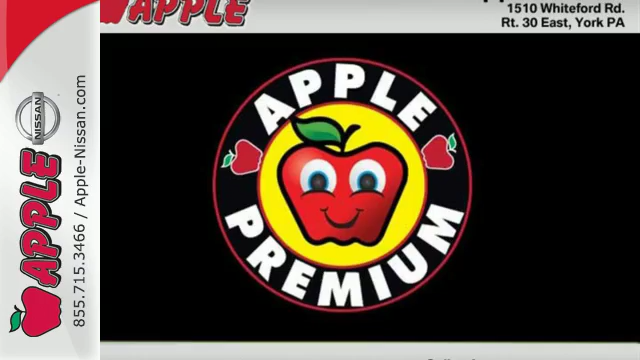 APPLE
1510 Whiteford Rd.
Rt. 30 East, York PA
NISSAN
APPLE
855.715.3466 / Apple-Nissan.com
APPLE
PREMIUM